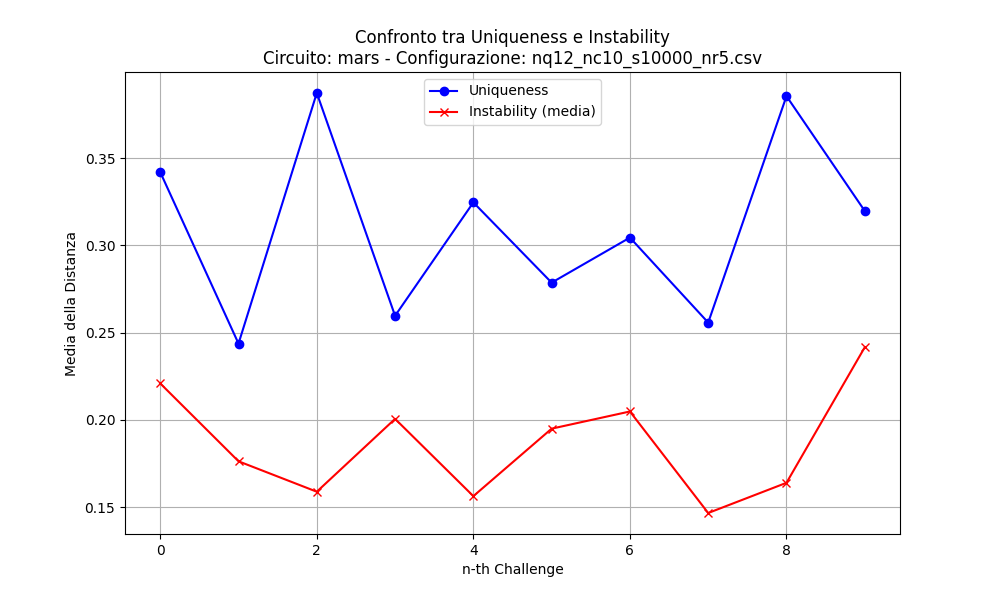 Confronto tra Uniqueness e Instability
Circuito: mars - Configurazione: nq12_nc10_s10000_nr5.csv
Uniqueness
Instability (media)
Media della Distanza
0.35
0.30
0.25
0.20
0.15
0 2 4 6 8
n-th Challenge